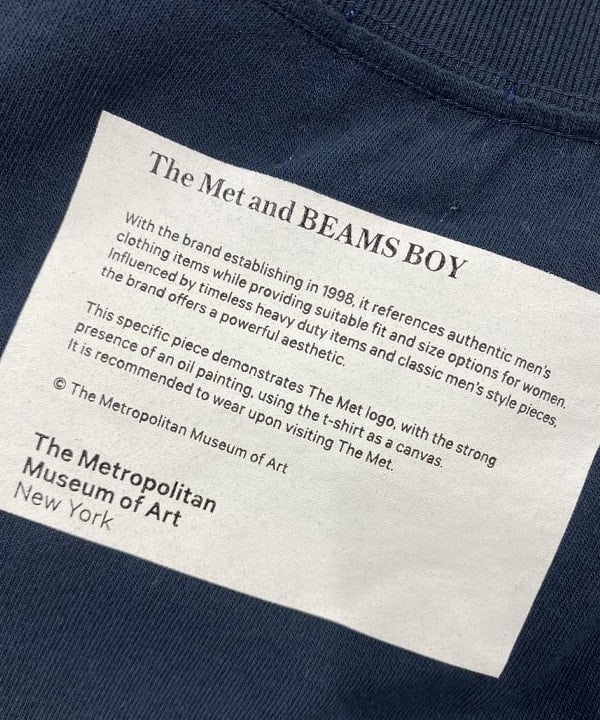 The Met and BEAMS BOY
With the brand establishing in 1998, it references authentic men's
clothing items while providing suitable fit and size options for women.
Influenced by timeless heavy duty items and classic men's style pieces,
the brand offers a powerful aesthetic.
This specific piece demonstrates The Met logo, with the strong
presence of an oil painting, using the t-shirt as a canvas.
It is recommended to wear upon visiting The Met.
© The Metropolitan Museum of Art
The Metropolitan
Museum of Art
New York